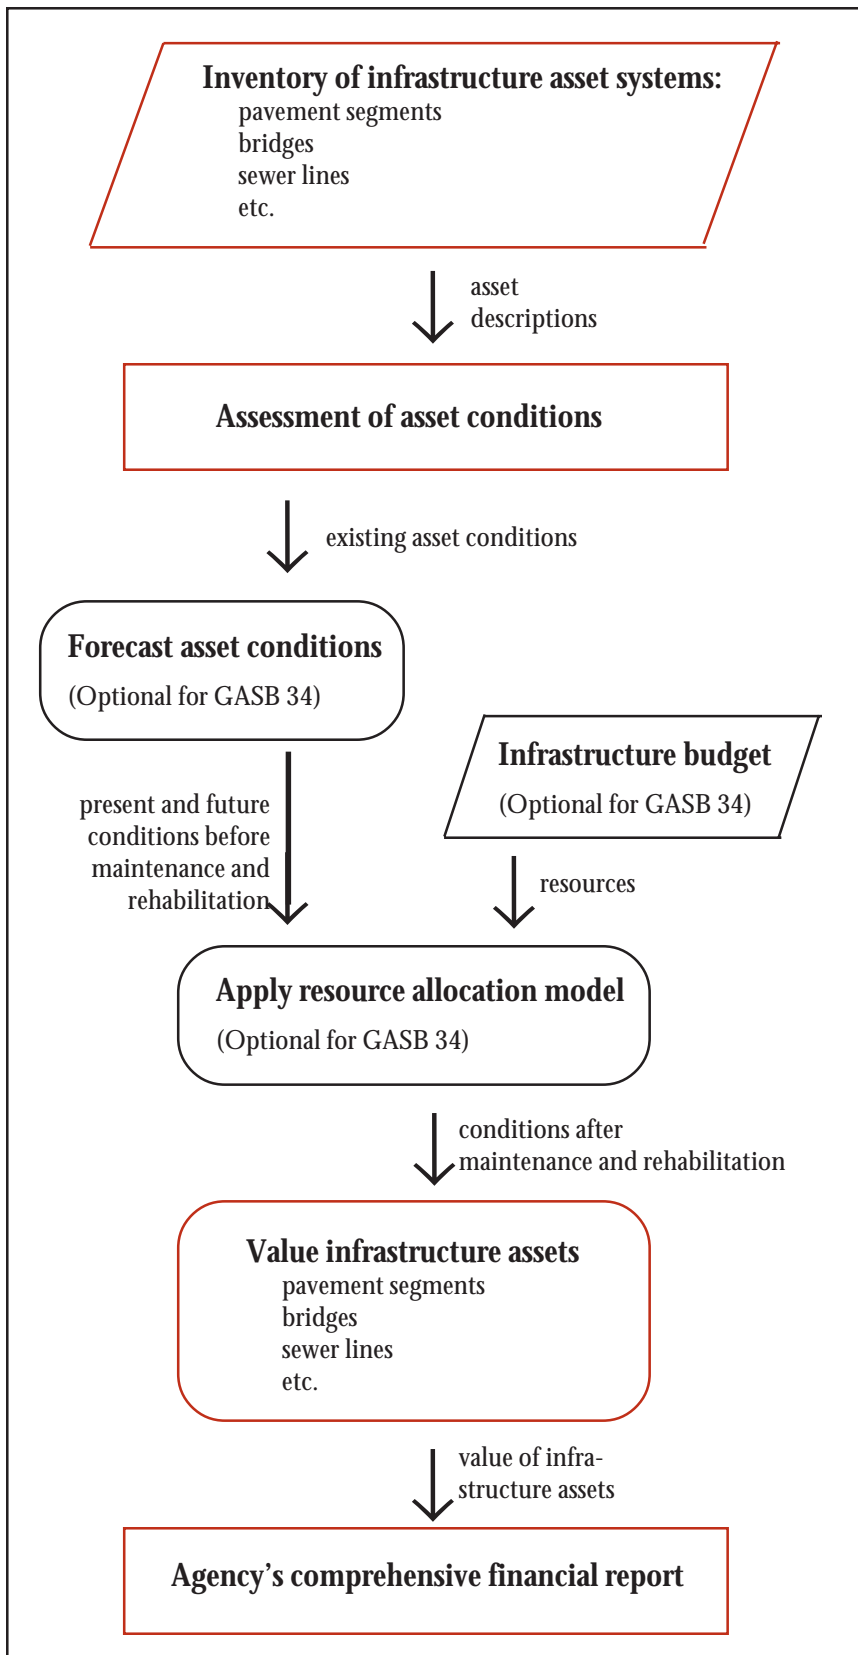 Inventory of infrastructure asset systems:
pavement segments
bridges
sewer lines
etc.
asset
descriptions
Assessment of asset conditions
existing asset conditions
Forecast asset conditions
(Optional for GASB 34)
Infrastructure budget
(Optional for GASB 34)
present and future
conditions before
maintenance and
rehabilitation
resources
Apply resource allocation model
(Optional for GASB 34)
conditions after
maintenance and rehabilitation
Value infrastructure assets
pavement segments
bridges
sewer lines
etc.
value of infra-
structure assets
Agency’s comprehensive financial report